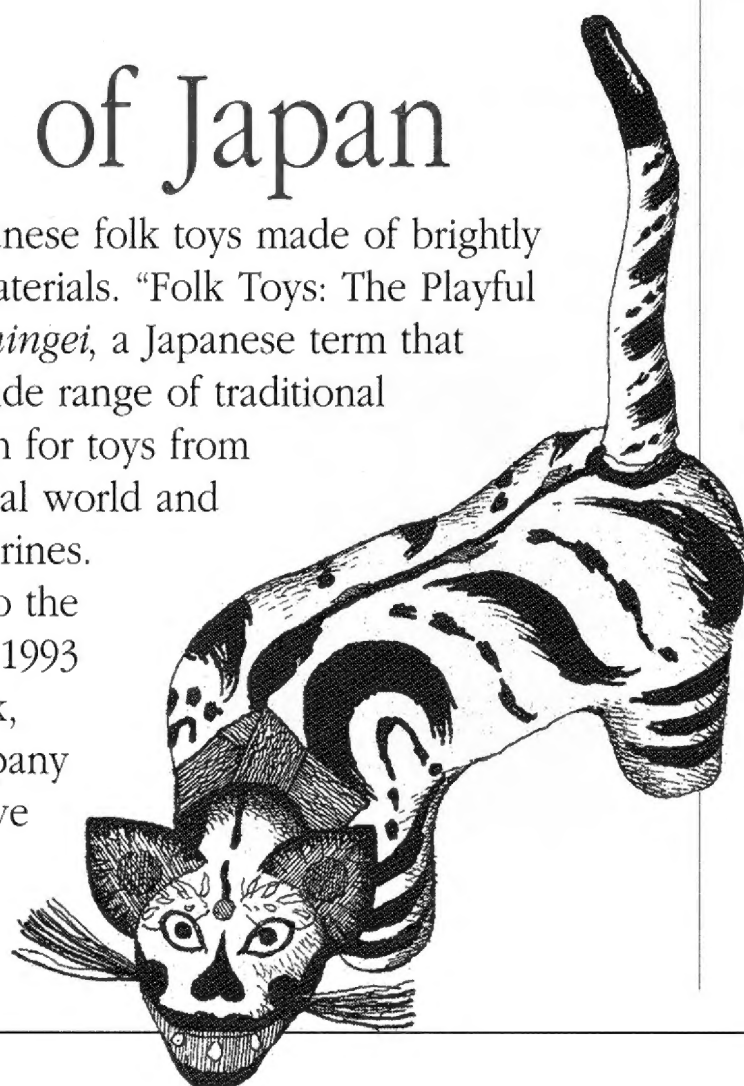 of Japan
nese folk toys made of brightly
aterials. “Folk Toys: The Playful
ingei, a Japanese term that
de range of traditional
n for toys from
al world and
rines.
o the
1993
k,
pany
ve